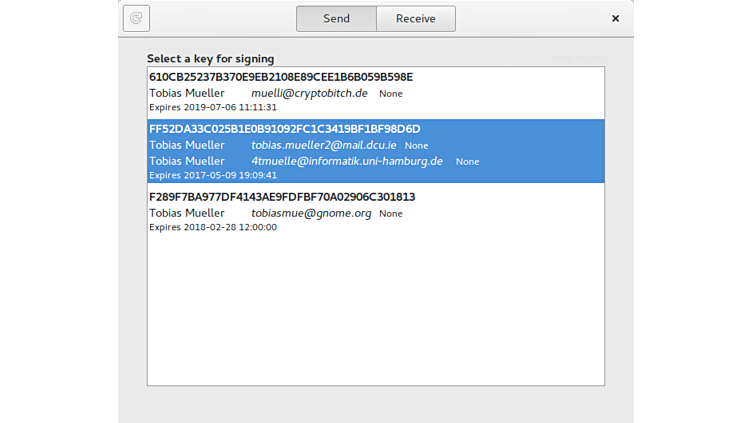 Send Receive
Select a key for signing
610CB25237B370E9EB2108E89CEE1B6B059B598E
Tobias Mueller muelli@cryptobitch.de None
Expires 2019-07-06 11:11:31
FF52DA33C025B1E0B91092FC1C3419BF1BF98D6D
Tobias Mueller tobias.mueller2@mail.dcu.ie None
Tobias Mueller 4tmuelle@informatik.uni-hamburg.de None
Expires 2017-05-09 19:09:41
F289F7BA977DF4143AE9FDFBF70A02906C301813
Tobias Mueller tobiasmue@gnome.org None
Expires 2018-02-28 12:00:00